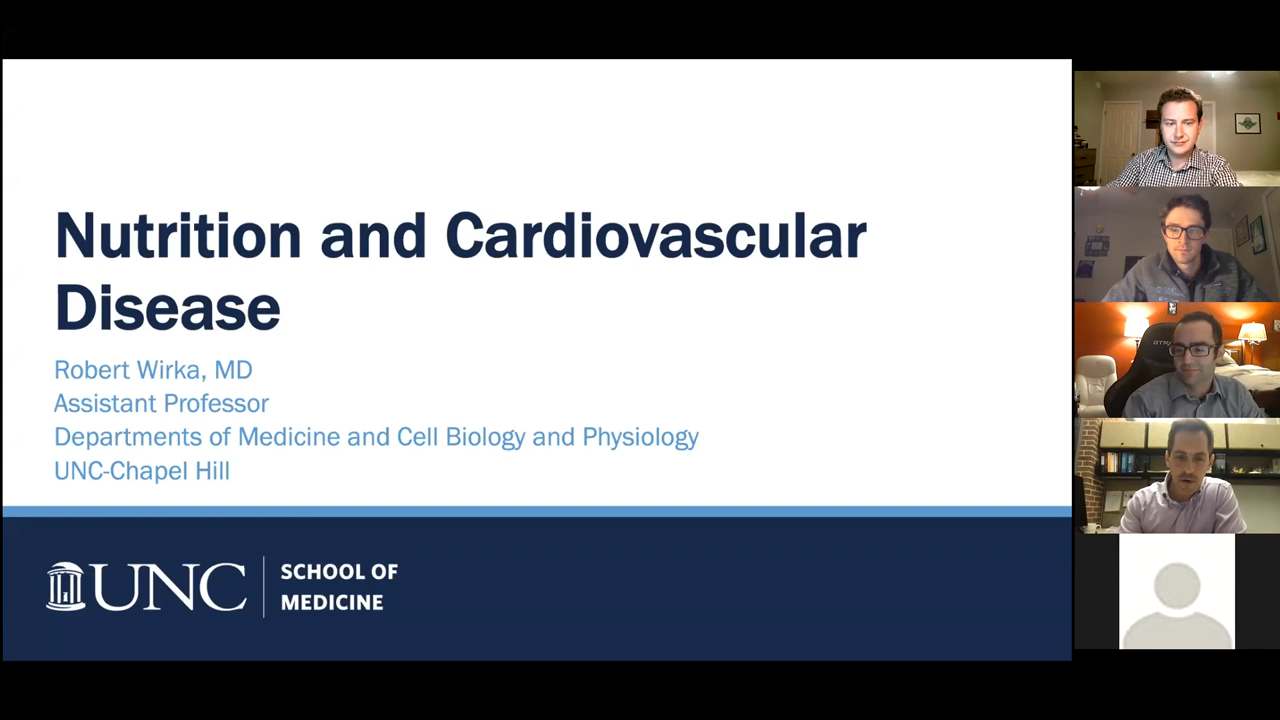 Nutrition and Cardiovascular
Disease
Robert Wirka, MD
Assistant Professor
Departments of Medicine and Cell Biology and Physiology
UNC-Chapel Hill
UNC
SCHOOL OF
MEDICINE